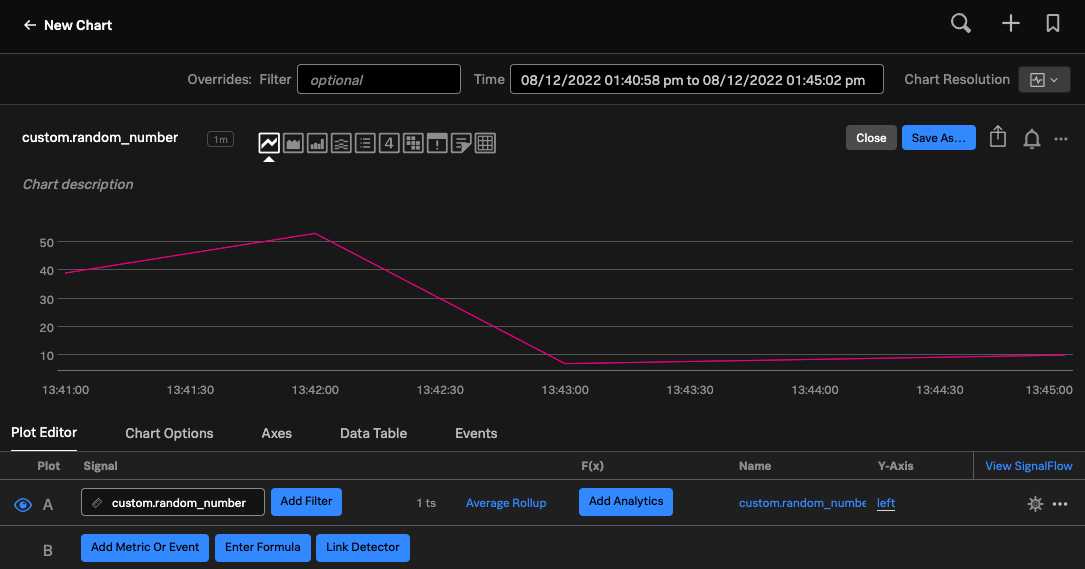 New Chart
Overrides: Filter optional Time 08/12/2022 01:40:58 pm to 08/12/2022 01:45:02 pm Chart Resolution
custom.random_number 1m 4 Close Save As... ...
Chart description
50
40
30
20
10
13:41:00 13:41:30 13:42:00 13:42:30 13:43:00 13:43:30 13:44:00 13:44:30 13:45:00
Plot Editor Chart Options Axes Data Table Events
Plot Signal F(x) Name Y-Axis View SignalFlow
A custom.random_number Add Filter 1 ts Average Rollup Add Analytics custom.random_numbe left
B Add Metric Or Event Enter Formula Link Detector